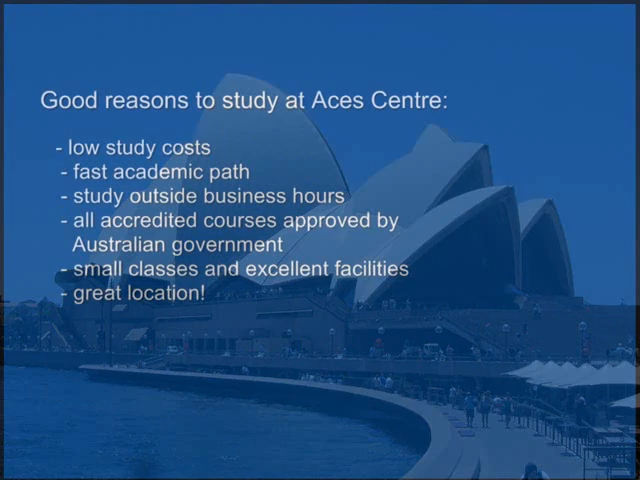 Good reasons to study at Aces Centre:
- low study costs
- fast academic path
- study outside business hours
- all accredited courses approved by
Australian government
- small classes and excellent facilities
- great location!